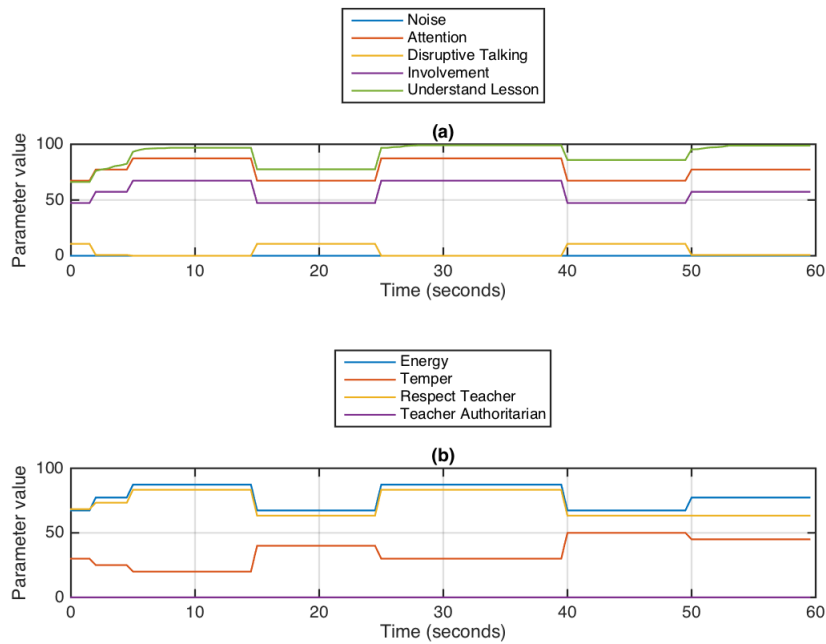 Noise
Attention
Disruptive Talking
Involvement
Understand Lesson
(a)
Parameter value
100
50
0
0 10 20 30 40 50 60
Time (seconds)
Energy
Temper
Respect Teacher
Teacher Authoritarian
(b)
Parameter value
100
50
0
0 10 20 30 40 50 60
Time (seconds)